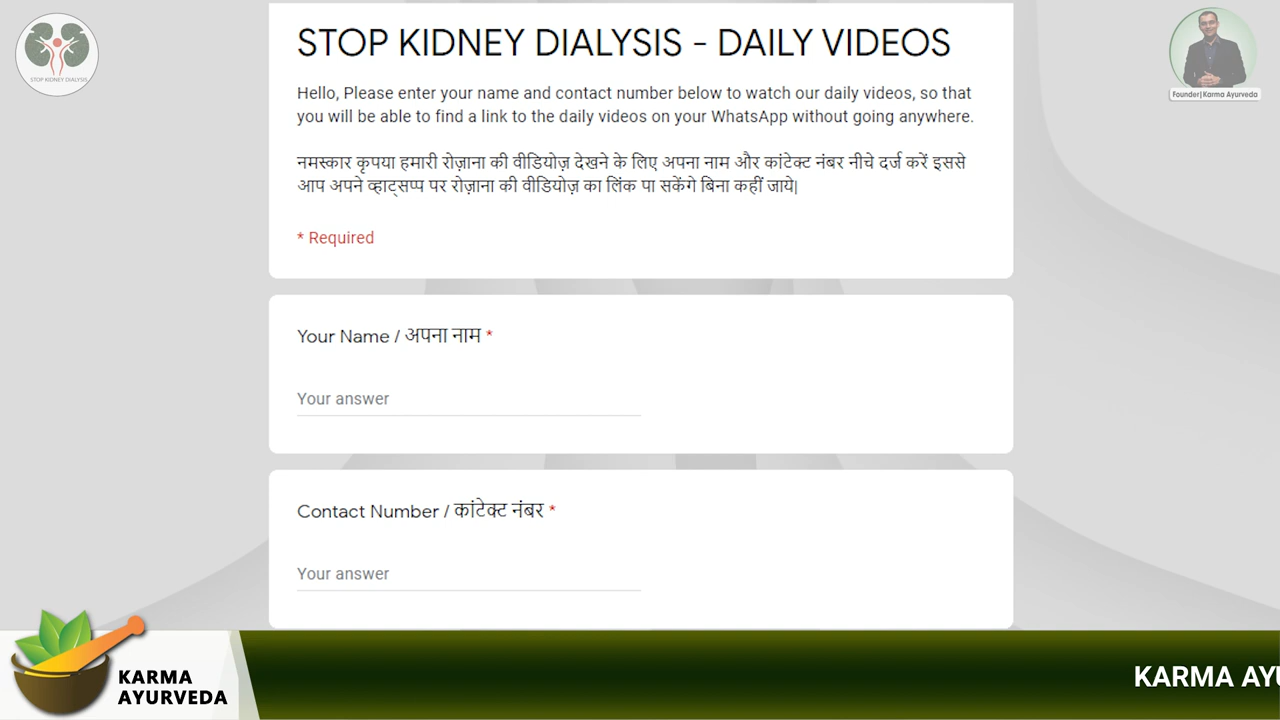 STOP KIDNEY DIALYSIS - DAILY VIDEOS
STOP KIDNEY DIALYSIS
Founder|Karma Ayurveda
Hello, Please enter your name and contact number below to watch our daily videos, so that
you will be able to find a link to the daily videos on your WhatsApp without going anywhere.
नमस्कार कृपया हमारी रोज़ाना की वीडियोज़ देखने के लिए अपना नाम और कांटेक्ट नंबर नीचे दर्ज करें इससे
आप अपने व्हाट्सप्प पर रोज़ाना की वीडियोज़ का लिंक पा सकेंगे बिना कहीं जाये|
* Required
Your Name / अपना नाम *
Your answer
Contact Number / कांटेक्ट नंबर *
Your answer
KARMA
AYURVEDA
KARMA AYU